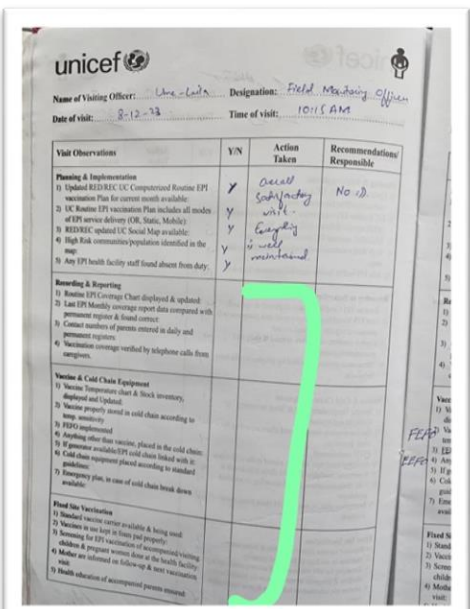 unicef
Name of Visiting Officer: Ume-Laila Designation: Field Monitoring Officer
Date of visit: 8-12-23 Time of visit: 10:15 AM
Visit Observations Y/N Action Taken Recommendations/ Responsible
Planning & Implementation
1) Updated RED/REC UC Computerized Routine EPI
vaccination Plan for current month available: Y
2) UC Routine EPI vaccination Plan includes all modes
of EPI service delivery (OR, Static, Mobile): Y
3) RED/REC updated UC Social Map available: Y
4) High Risk communities/population identified in the
map: Y
5) Any EPI health facility staff found absent from duty: Y
overall
satisfactory
visit.
Everything
is well
maintained
Recording & Reporting
1) Routine EPI Coverage Chart displayed & updated:
2) Last EPI Monthly coverage report data compared with
permanent register & found correct:
3) Contact numbers of parents entered in daily and
permanent registers:
4) Vaccination coverage verified by telephone calls from
caregivers.
Vaccine & Cold Chain Equipment
1) Vaccine Temperature chart & Stock inventory,
displayed and Updated:
2) Vaccine properly stored in cold chain according to
temp. sensitivity
3) FEFO implemented
4) Anything other than vaccine, placed in the cold chain:
5) If generator available/EPI cold chain linked with it:
6) Cold chain equipment placed according to standard
guidelines:
7) Emergency plan, in case of cold chain break down
available:
Fixed Site Vaccination
1) Standard vaccine carrier available & being used
2) Vaccines in use kept in foam pad properly:
3) Screening for EPI vaccination of accompanied/visiting
children & pregnant women done at the health facility:
4) Mother are informed on follow-up & next vaccination
visit:
5) Health education of accompanied parents ensured:
FEFO
EEFO